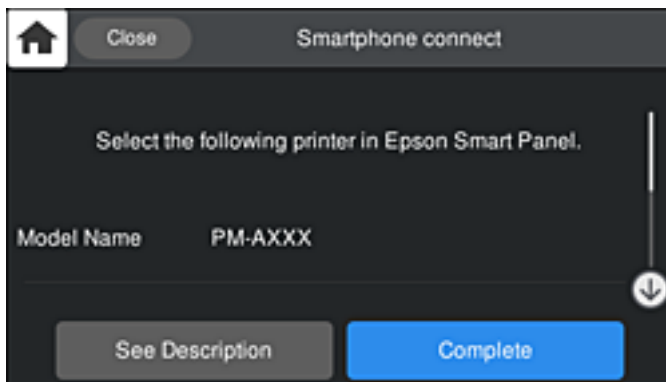 Close
Smartphone connect
Select the following printer in Epson Smart Panel.
Model Name PM-AXXX
See Description
Complete